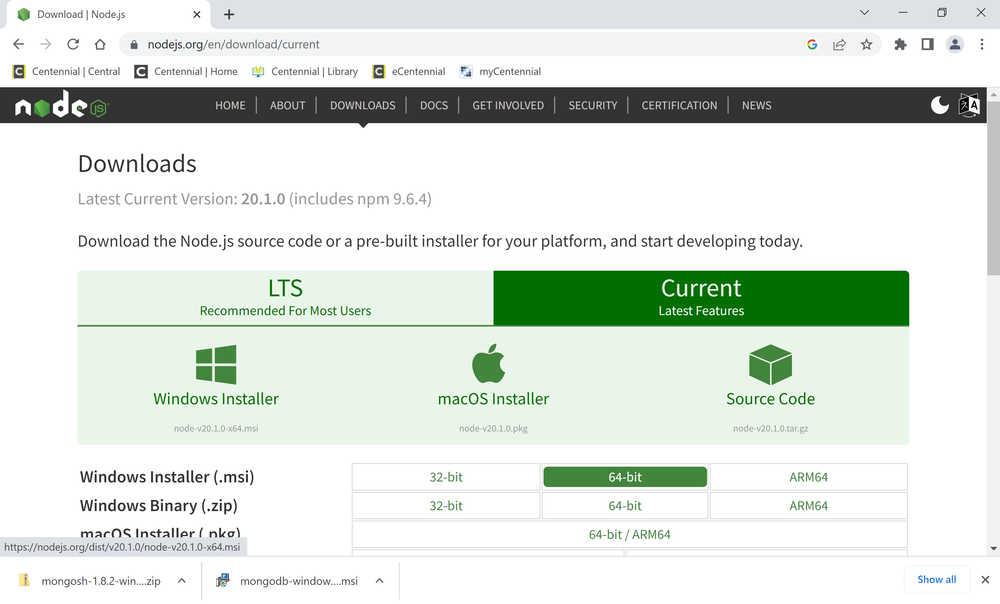 Download | Node.js
nodejs.org/en/download/current
Centennial | Central
Centennial | Home
Centennial | Library
eCentennial
myCentennial
node JS
HOME | ABOUT | DOWNLOADS | DOCS | GET INVOLVED | SECURITY | CERTIFICATION | NEWS
Downloads
Latest Current Version: 20.1.0 (includes npm 9.6.4)
Download the Node.js source code or a pre-built installer for your platform, and start developing today.
LTS
Recommended For Most Users
Current
Latest Features
Windows Installer
node-v20.1.0-x64.msi
macOS Installer
node-v20.1.0.pkg
Source Code
node-v20.1.0.tar.gz
Windows Installer (.msi) 32-bit 64-bit ARM64
Windows Binary (.zip) 32-bit 64-bit ARM64
macOS Installer (.pkg) 64-bit / ARM64
https://nodejs.org/dist/v20.1.0/node-v20.1.0-x64.msi
mongosh-1.8.2-win....zip
mongodb-window....msi
Show all